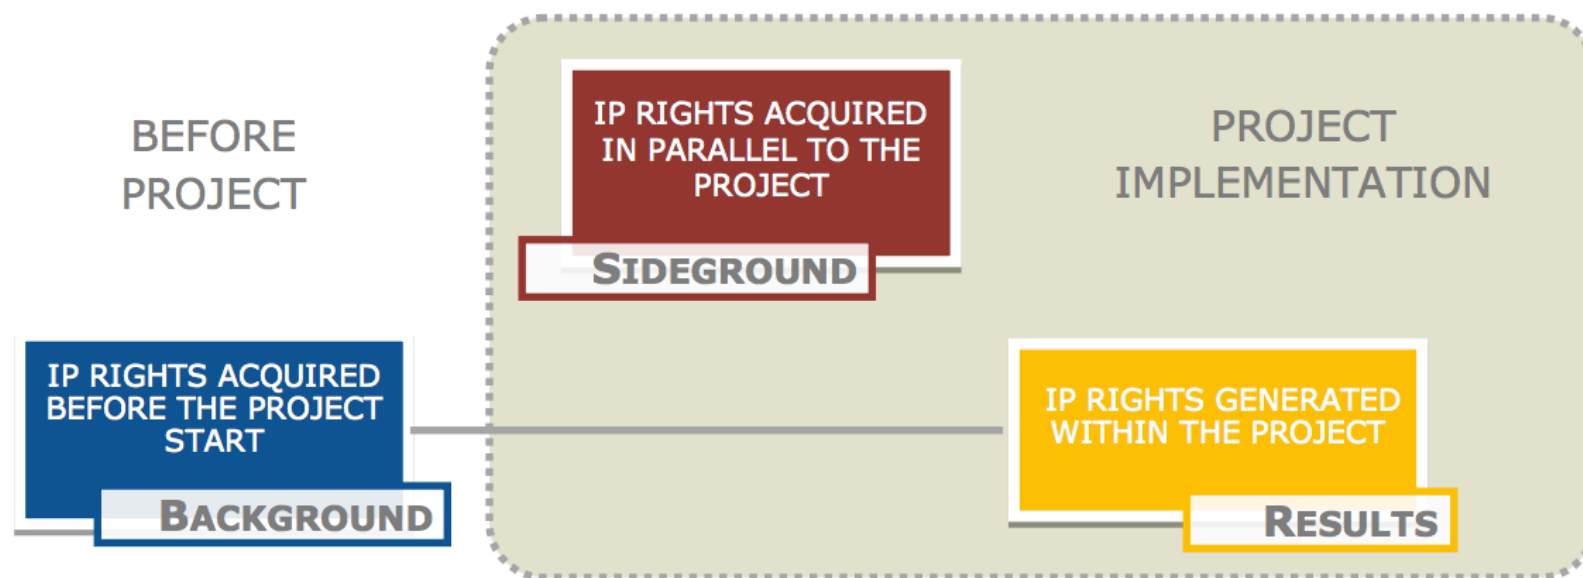 BEFORE
PROJECT
IP RIGHTS ACQUIRED
IN PARALLEL TO THE
PROJECT
SIDEGROUND
PROJECT
IMPLEMENTATION
IP RIGHTS ACQUIRED
BEFORE THE PROJECT
START
BACKGROUND
IP RIGHTS GENERATED
WITHIN THE PROJECT
RESULTS